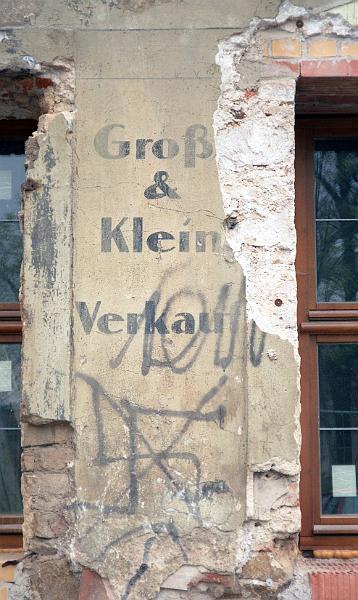 Groß
&
Klein
Verkauf